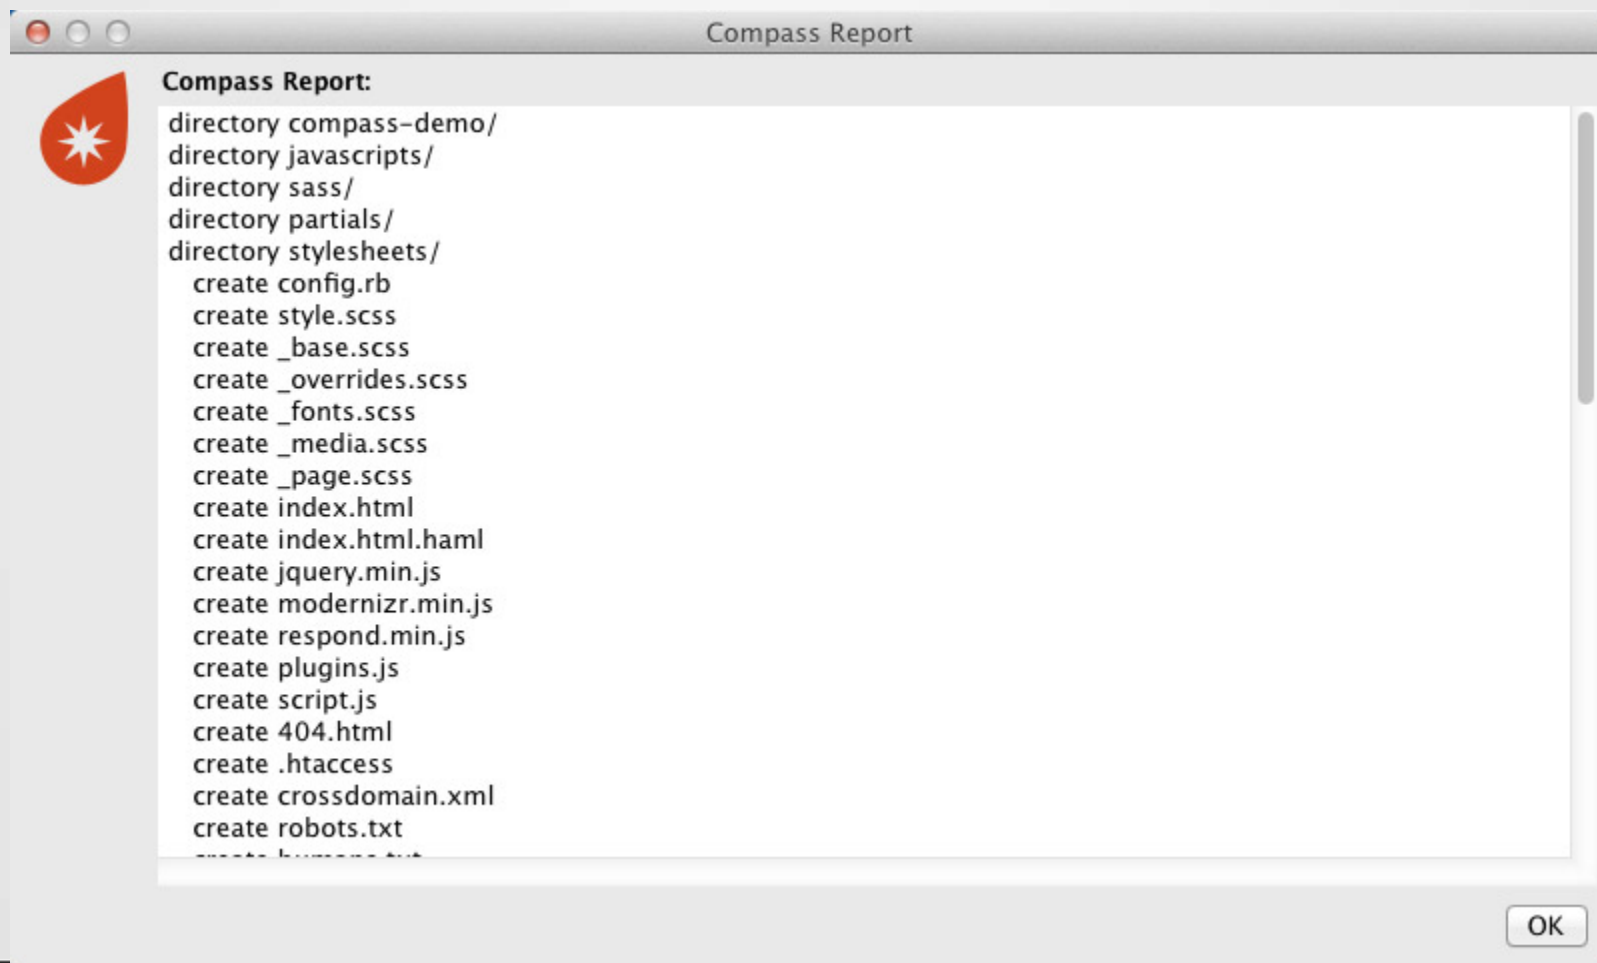 Compass Report
Compass Report:
directory compass-demo/
directory javascripts/
directory sass/
directory partials/
directory stylesheets/
create config.rb
create style.scss
create _base.scss
create _overrides.scss
create _fonts.scss
create _media.scss
create _page.scss
create index.html
create index.html.haml
create jquery.min.js
create modernizr.min.js
create respond.min.js
create plugins.js
create script.js
create 404.html
create .htaccess
create crossdomain.xml
create robots.txt
create humans.txt
OK